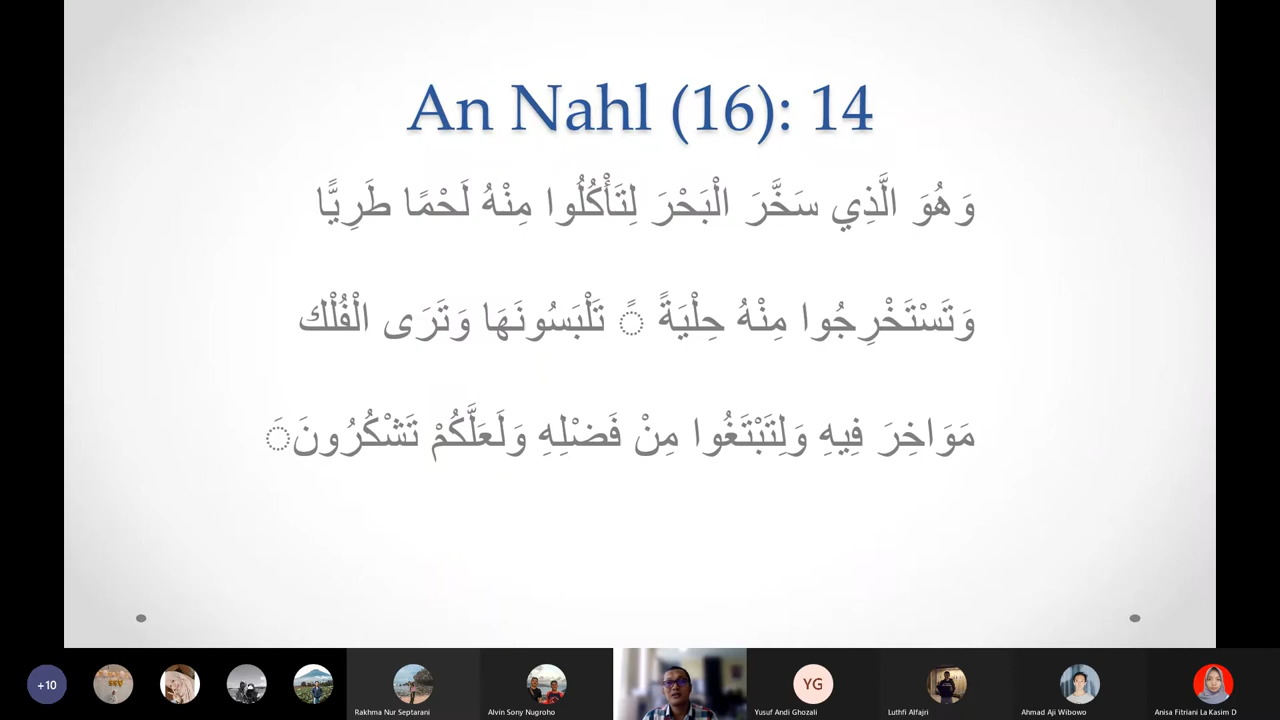 An Nahl (16): 14
وَهُوَ الَّذِي سَخَّرَ الْبَحْرَ لِتَأْكُلُوا مِنْهُ لَحْمًا طَرِيًّا
وَتَسْتَخْرِجُوا مِنْهُ حِلْيَةً ً تَلْبَسُونَهَا وَتَرَى الْفُلْك
مَوَاخِرَ فِيهِ وَلِتَبْتَغُوا مِنْ فَضْلِهِ وَلَعَلَّكُمْ تَشْكُرُونَ َ
+10
Rakhma Nur Septarani
Alvin Sony Nugroho
YG
Yusuf Andi Ghozali
Luthfi Alfajri
Ahmad Aji Wibowo
Anisa Fitriani La Kasim D